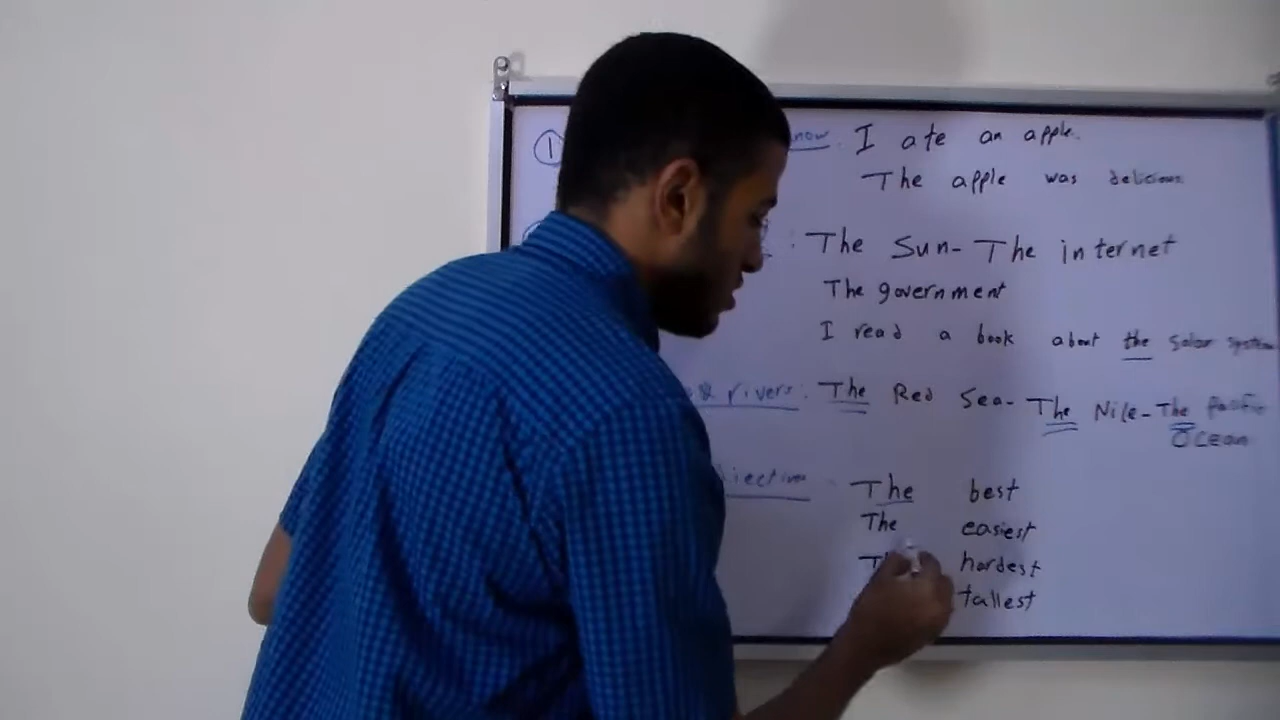 ① now: I ate an apple.
The apple was delicious.
: The Sun- The internet
The government
I read a book about the solar system
& rivers: The Red Sea- The Nile- The Pacific
Ocean
The best
The easiest
hardest
tallest